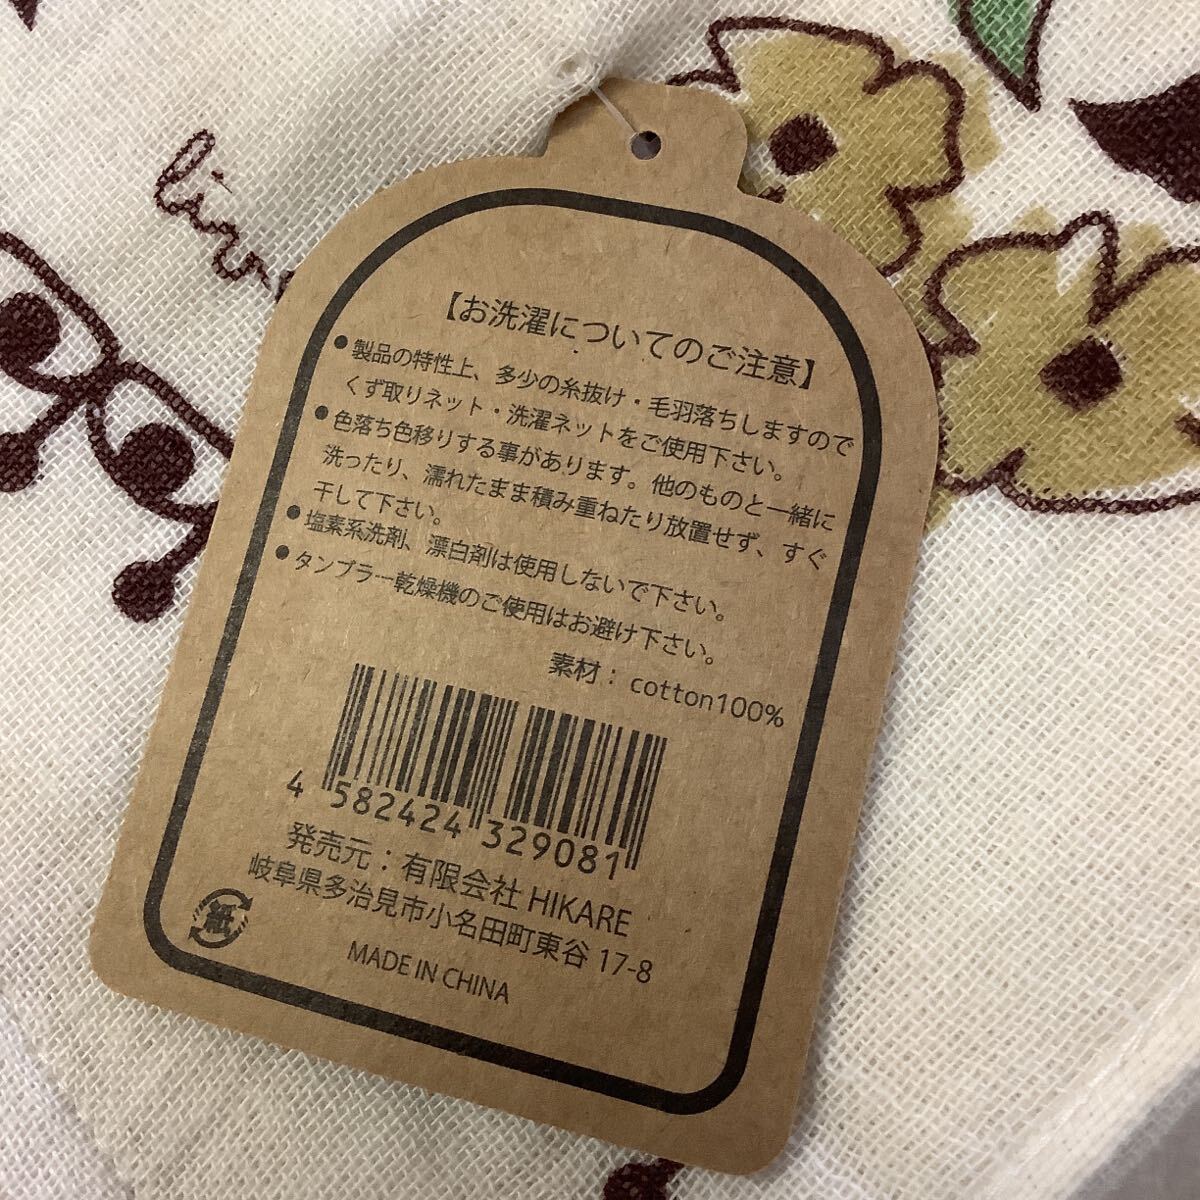 【お洗濯についてのご注意】
●製品の特性上、多少の糸抜け・毛羽落ちしますので
くず取りネット・洗濯ネットをご使用下さい。
●色落ち色移りする事があります。他のものと一緒に
洗ったり、濡れたまま積み重ねたり放置せず、すぐ
干して下さい。
●塩素系洗剤、漂白剤は使用しないで下さい。
●タンブラー乾燥機のご使用はお避け下さい。
素材： cotton100%
4 582424 329081
発売元：有限会社 HIKARE
岐阜県多治見市小名田町東谷 17-8
紙
MADE IN CHINA